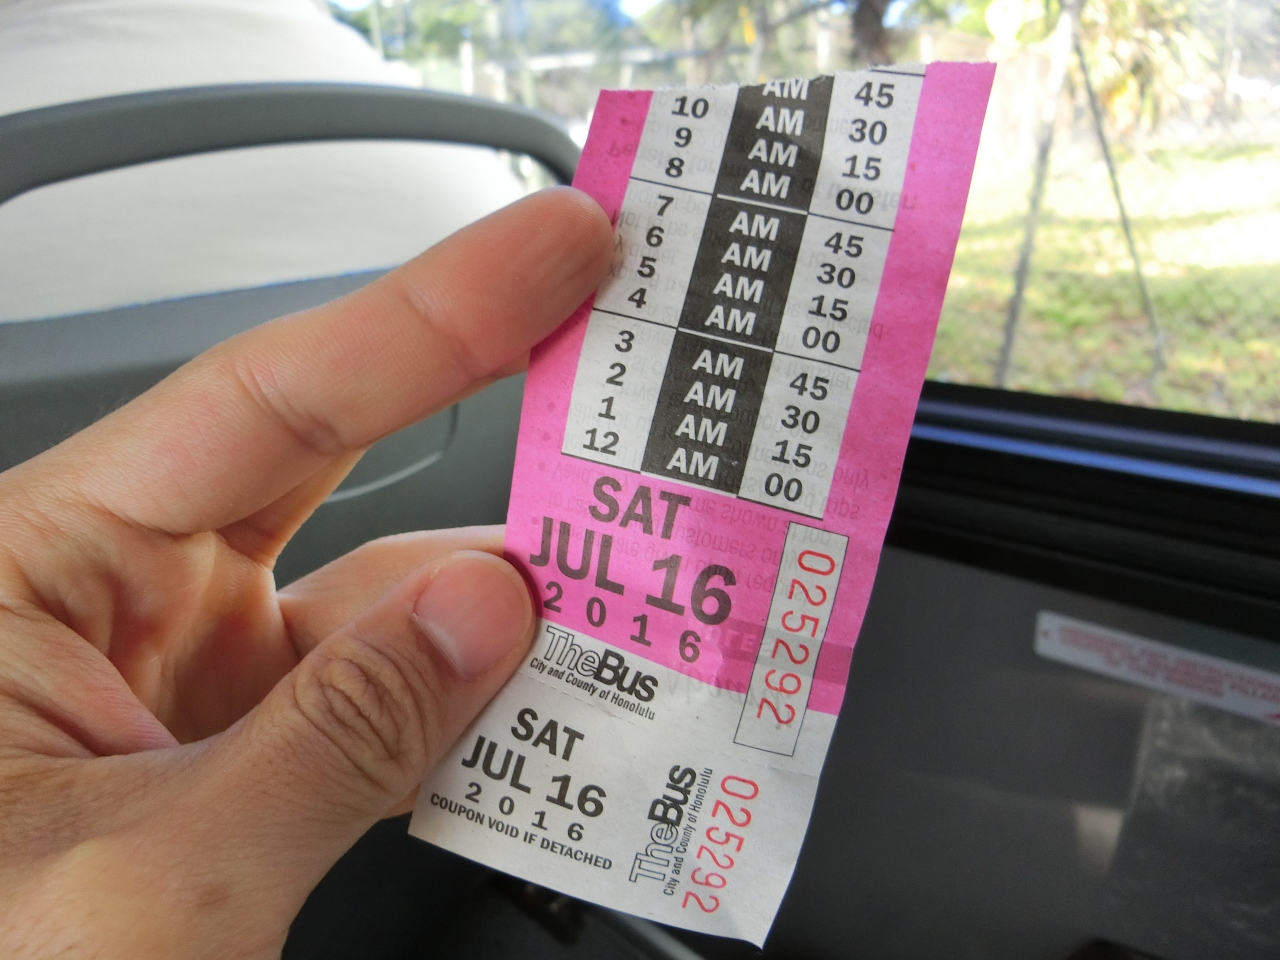 10 AM 45
9 AM 30
8 AM 15
AM 00
7 AM 45
6 AM 30
5 AM 15
4 AM 00
3 AM 45
2 AM 30
1 AM 15
12 AM 00
SAT
JUL 16
2016
025292
TheBus
City and County of Honolulu
SAT
JUL 16
2016
COUPON VOID IF DETACHED
TheBus
City and County of Honolulu
025292